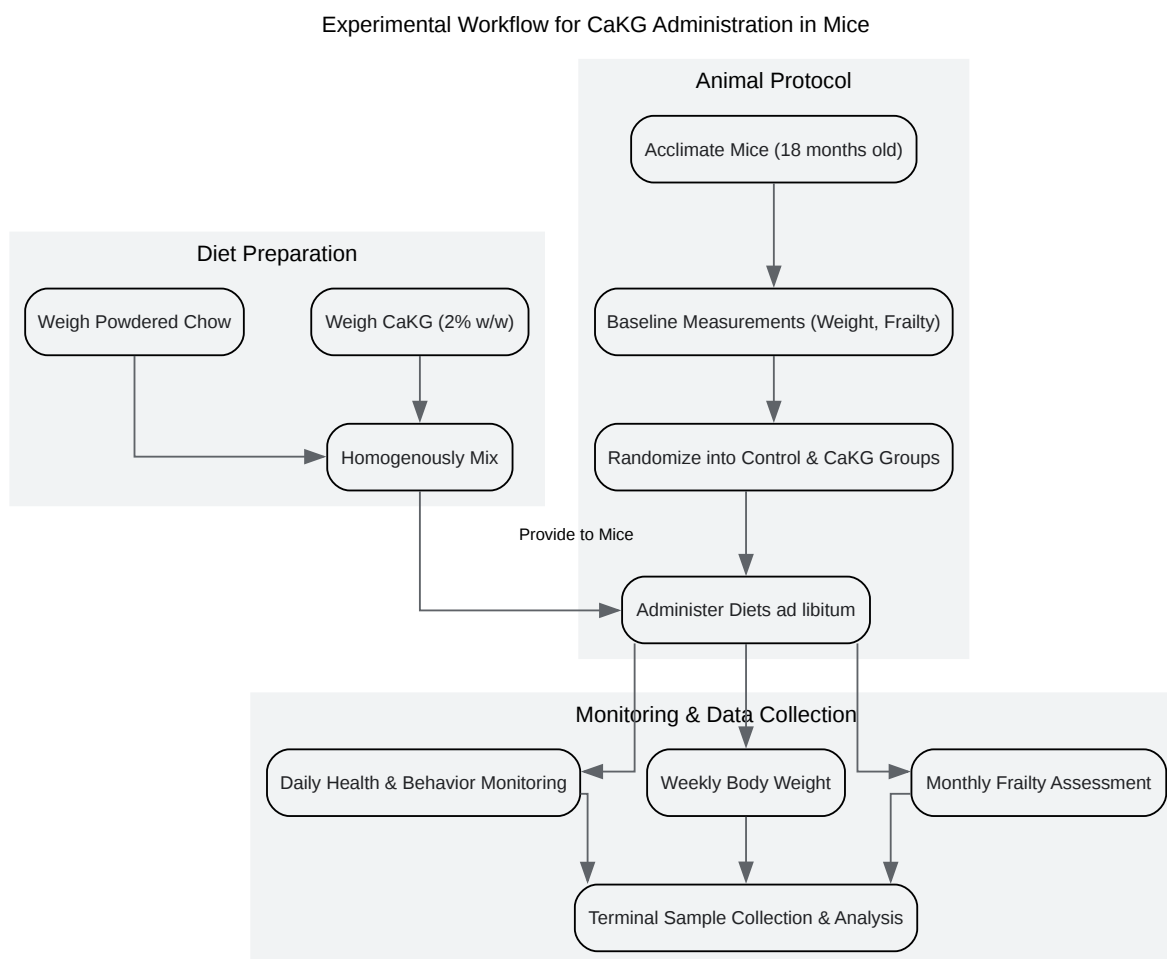 Experimental Workflow for CaKG Administration in Mice
Animal Protocol
Acclimate Mice (18 months old)
Diet Preparation
Weigh Powdered Chow
Weigh CaKG (2% w/w)
Baseline Measurements (Weight, Frailty)
Homogenously Mix
Randomize into Control & CaKG Groups
Provide to Mice
Administer Diets ad libitum
Monitoring & Data Collection
Daily Health & Behavior Monitoring
Weekly Body Weight
Monthly Frailty Assessment
Terminal Sample Collection & Analysis